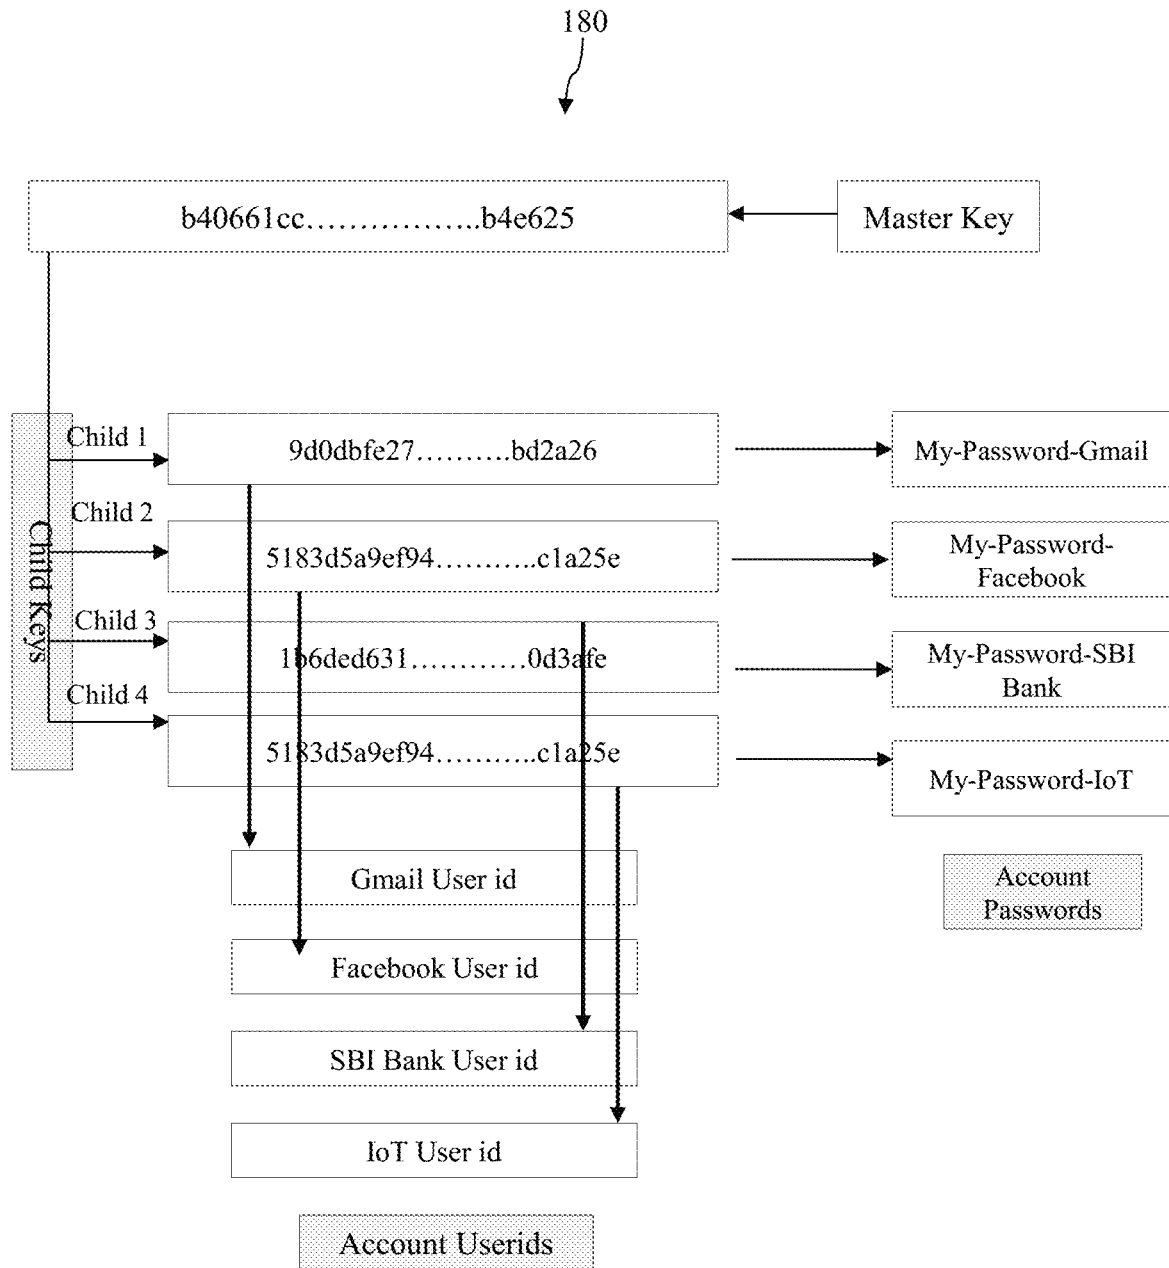 180
b40661cc……………..b4e625
Master Key
Child Keys
Child 1
9d0dbfe27……….bd2a26
My-Password-Gmail
Child 2
5183d5a9ef94………..c1a25e
My-Password-
Facebook
Child 3
1b6ded631…………0d3afe
My-Password-SBI
Bank
Child 4
5183d5a9ef94………..c1a25e
My-Password-IoT
Gmail User id
Account
Passwords
Facebook User id
SBI Bank User id
IoT User id
Account Userids